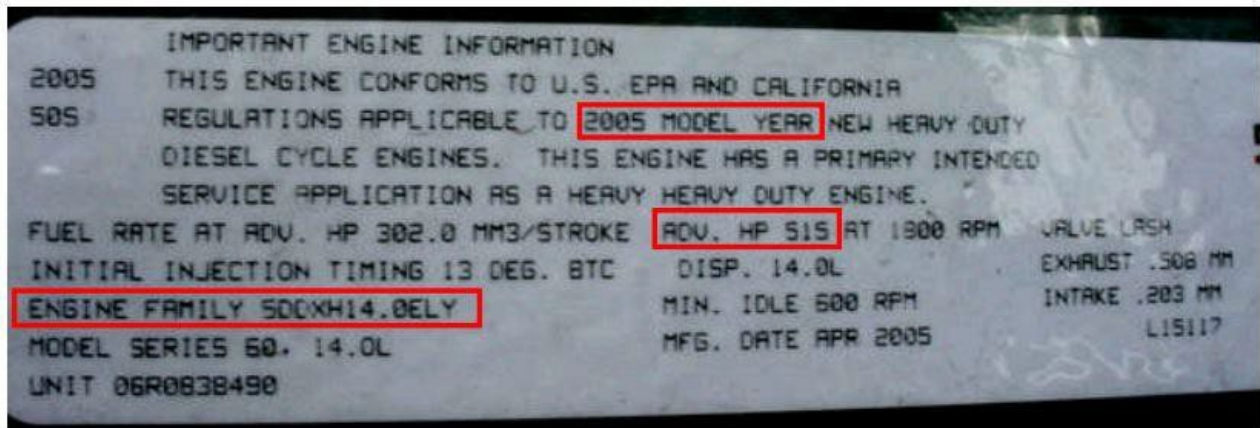 IMPORTANT ENGINE INFORMATION
2005 THIS ENGINE CONFORMS TO U.S. EPA AND CALIFORNIA
50S REGULATIONS APPLICABLE TO 2005 MODEL YEAR NEW HEAVY DUTY
DIESEL CYCLE ENGINES. THIS ENGINE HAS A PRIMARY INTENDED
SERVICE APPLICATION AS A HEAVY HEAVY DUTY ENGINE.
FUEL RATE AT ADV. HP 302.0 MM3/STROKE ADV. HP 515 AT 1800 RPM VALVE LASH
INITIAL INJECTION TIMING 13 DEG. BTC DISP. 14.0L EXHAUST .508 MM
ENGINE FAMILY 5DDXH14.0ELY MIN. IDLE 600 RPM INTAKE .203 MM
MODEL SERIES 60. 14.0L MFG. DATE APR 2005 L15117
UNIT 06R0838490